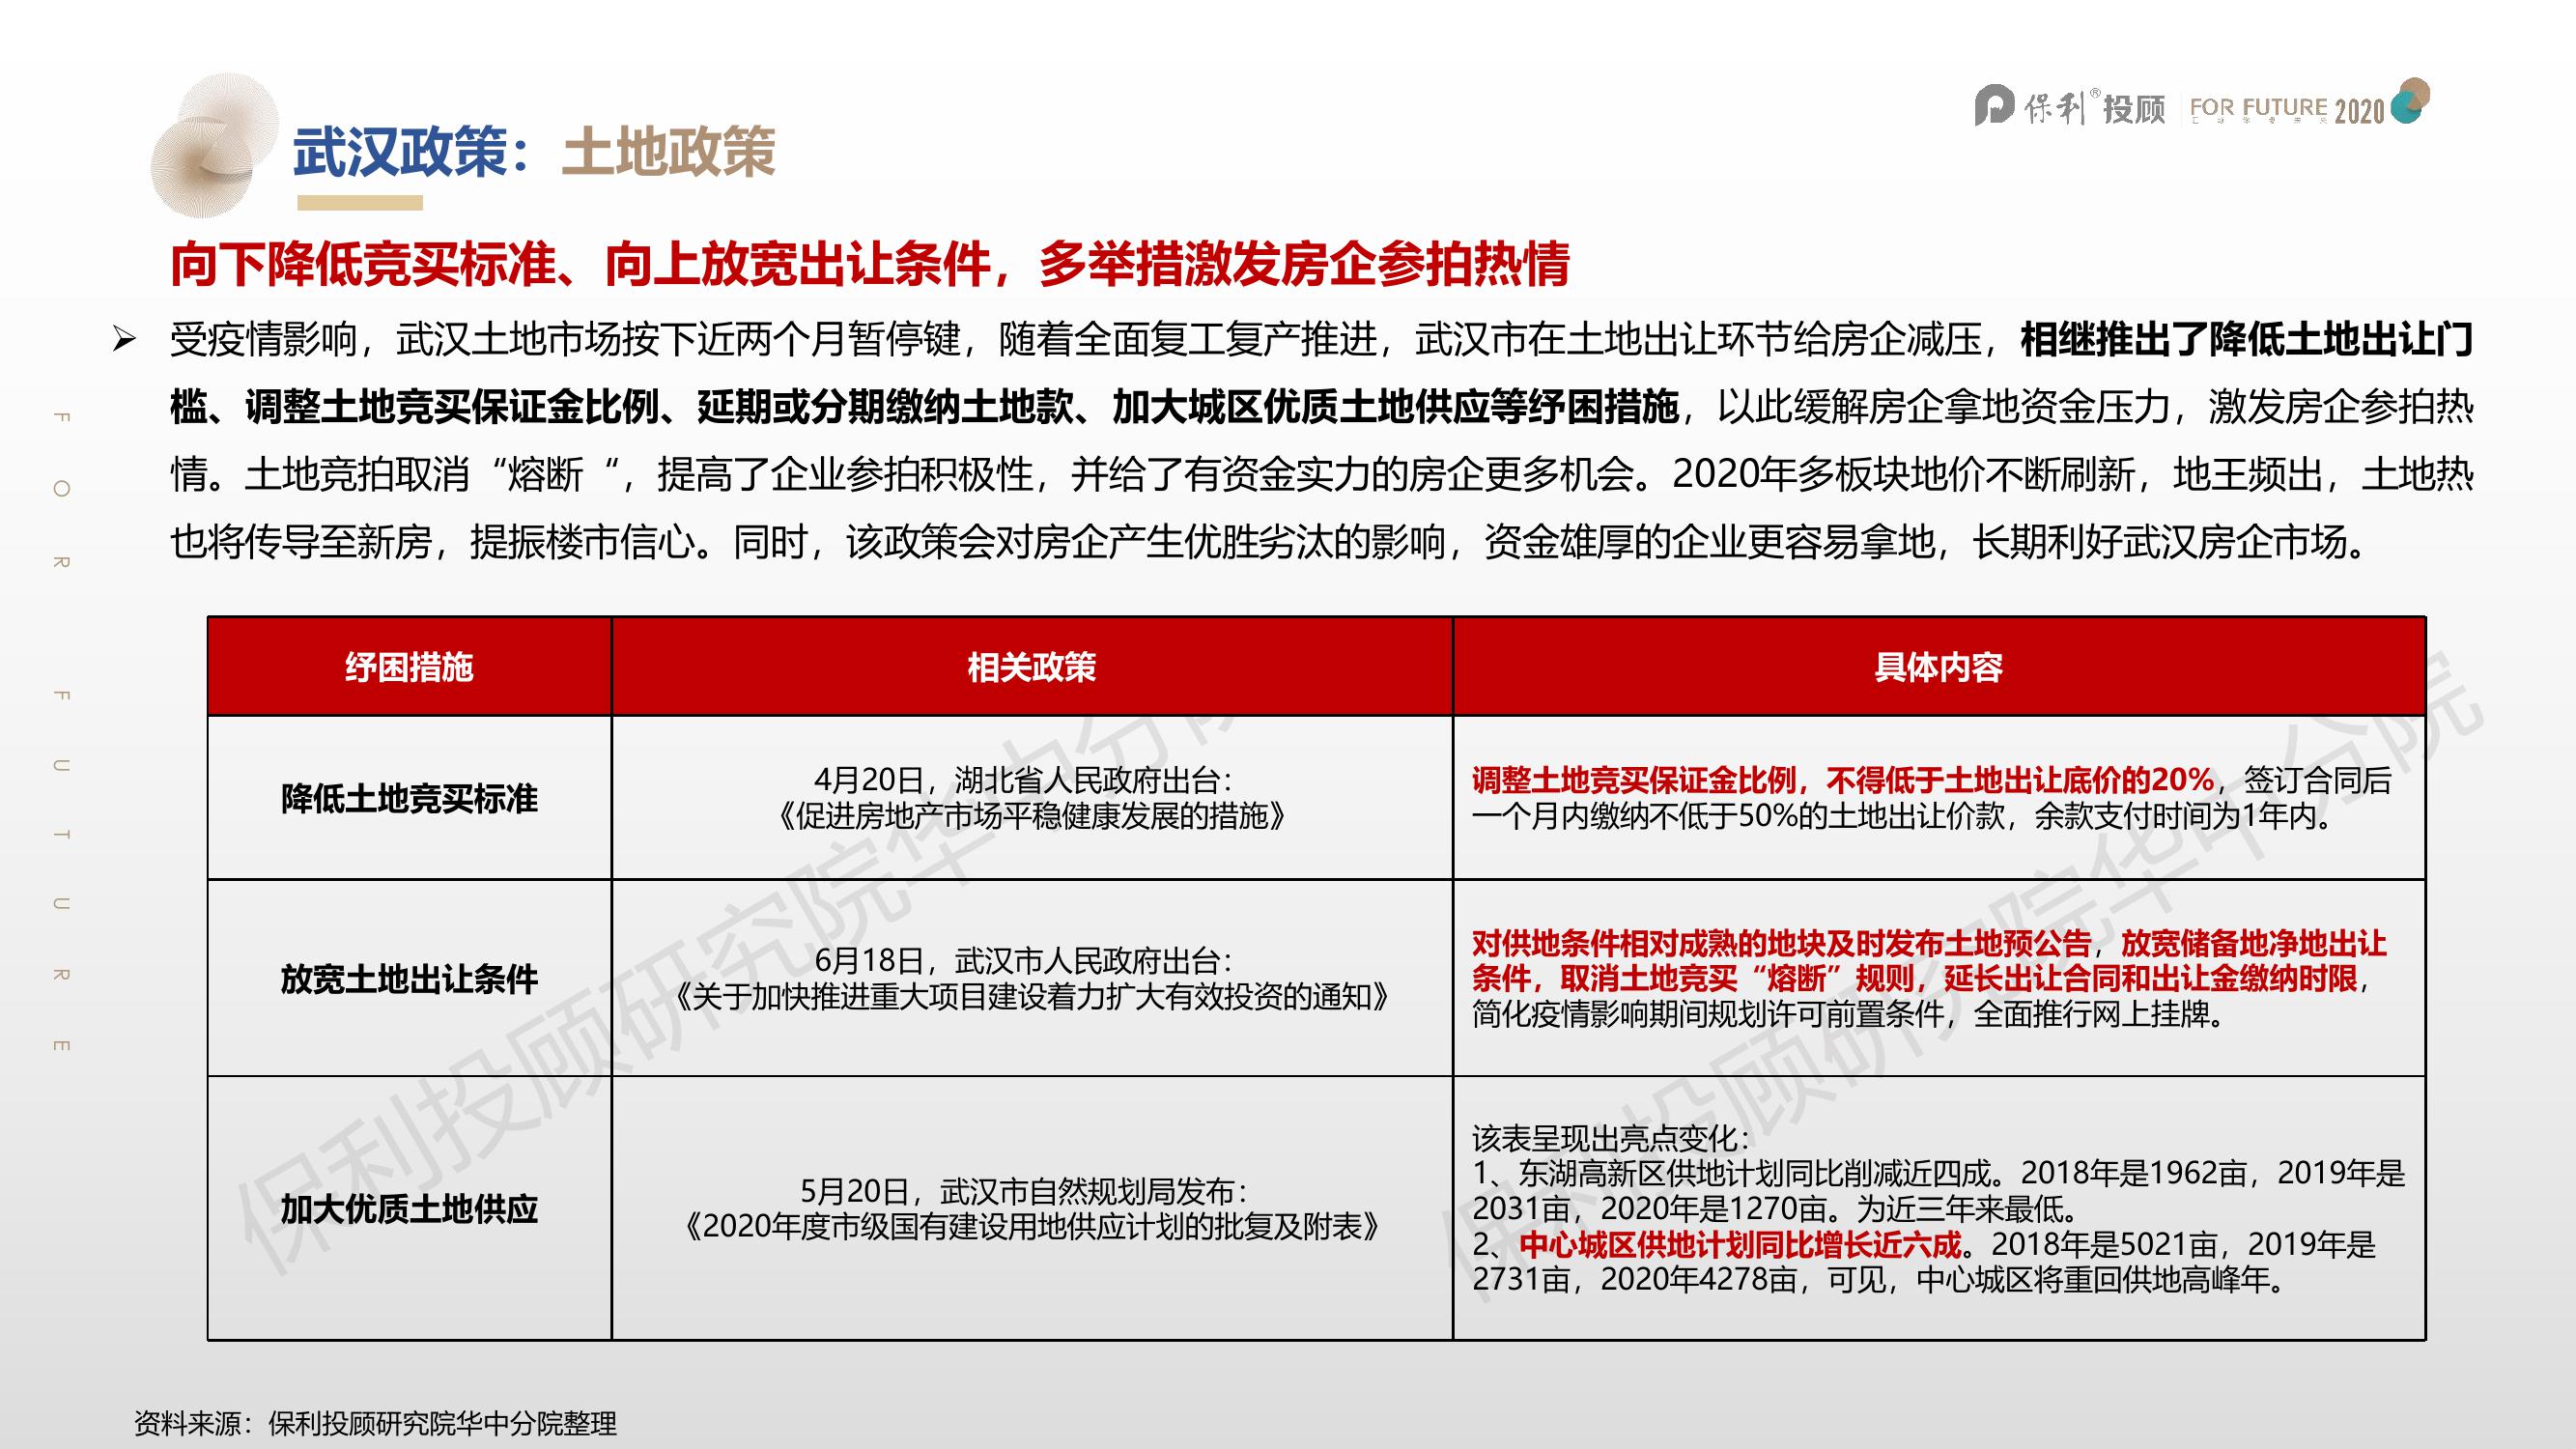 保利®投顾 FOR FUTURE 2020
武汉政策：土地政策
向下降低竞买标准、向上放宽出让条件，多举措激发房企参拍热情
➢ 受疫情影响，武汉土地市场按下近两个月暂停键，随着全面复工复产推进，武汉市在土地出让环节给房企减压，相继推出了降低土地出让门
槛、调整土地竞买保证金比例、延期或分期缴纳土地款、加大城区优质土地供应等纾困措施，以此缓解房企拿地资金压力，激发房企参拍热
情。土地竞拍取消“熔断“，提高了企业参拍积极性，并给了有资金实力的房企更多机会。2020年多板块地价不断刷新，地王频出，土地热
也将传导至新房，提振楼市信心。同时，该政策会对房企产生优胜劣汰的影响，资金雄厚的企业更容易拿地，长期利好武汉房企市场。
FOR FUTURE
纾困措施 相关政策 具体内容
降低土地竞买标准
4月20日，湖北省人民政府出台：
《促进房地产市场平稳健康发展的措施》
调整土地竞买保证金比例，不得低于土地出让底价的20%，签订合同后
一个月内缴纳不低于50%的土地出让价款，余款支付时间为1年内。
放宽土地出让条件
6月18日，武汉市人民政府出台：
《关于加快推进重大项目建设着力扩大有效投资的通知》
对供地条件相对成熟的地块及时发布土地预公告，放宽储备地净地出让
条件，取消土地竞买“熔断”规则，延长出让合同和出让金缴纳时限，
简化疫情影响期间规划许可前置条件，全面推行网上挂牌。
加大优质土地供应
5月20日，武汉市自然规划局发布：
《2020年度市级国有建设用地供应计划的批复及附表》
该表呈现出亮点变化：
1、东湖高新区供地计划同比削减近四成。2018年是1962亩，2019年是
2031亩，2020年是1270亩。为近三年来最低。
2、中心城区供地计划同比增长近六成。2018年是5021亩，2019年是
2731亩，2020年4278亩，可见，中心城区将重回供地高峰年。
保利投顾研究院华中分院
保利投顾研究院华中分院
资料来源：保利投顾研究院华中分院整理